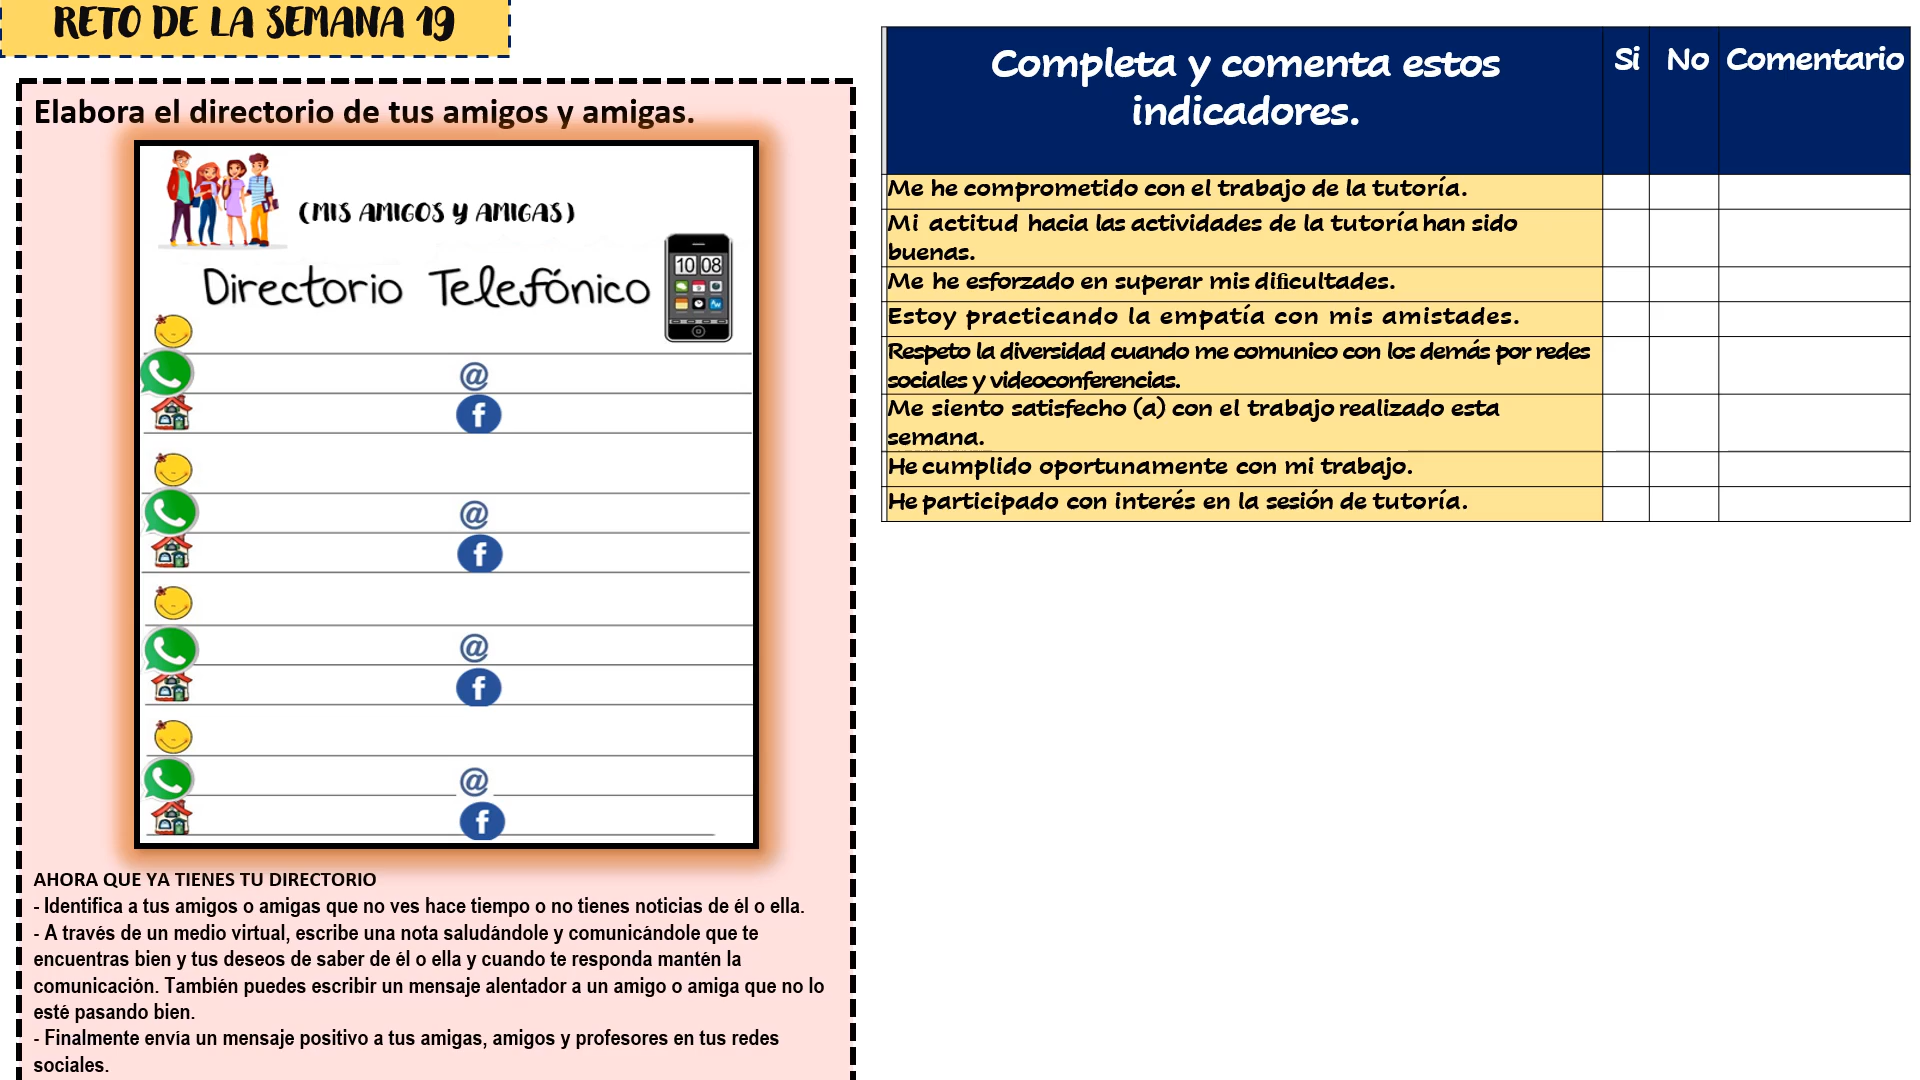 RETO DE LA SEMANA 19
Elabora el directorio de tus amigos y amigas.
(MIS AMIGOS y AMIGAS)
Directorio Telefónico
10 08
@
f
@
f
@
f
@
f
AHORA QUE YA TIENES TU DIRECTORIO
- Identifica a tus amigos o amigas que no ves hace tiempo o no tienes noticias de él o ella.
- A través de un medio virtual, escribe una nota saludándole y comunicándole que te
encuentras bien y tus deseos de saber de él o ella y cuando te responda mantén la
comunicación. También puedes escribir un mensaje alentador a un amigo o amiga que no lo
esté pasando bien.
- Finalmente envía un mensaje positivo a tus amigas, amigos y profesores en tus redes
sociales.
Completa y comenta estos
indicadores.
Si No Comentario
Me he comprometido con el trabajo de la tutoría.
Mi actitud hacia las actividades de la tutoría han sido
buenas.
Me he esforzado en superar mis dificultades.
Estoy practicando la empatía con mis amistades.
Respeto la diversidad cuando me comunico con los demás por redes
sociales y videoconferencias.
Me siento satisfecho (a) con el trabajo realizado esta
semana.
He cumplido oportunamente con mi trabajo.
He participado con interés en la sesión de tutoría.